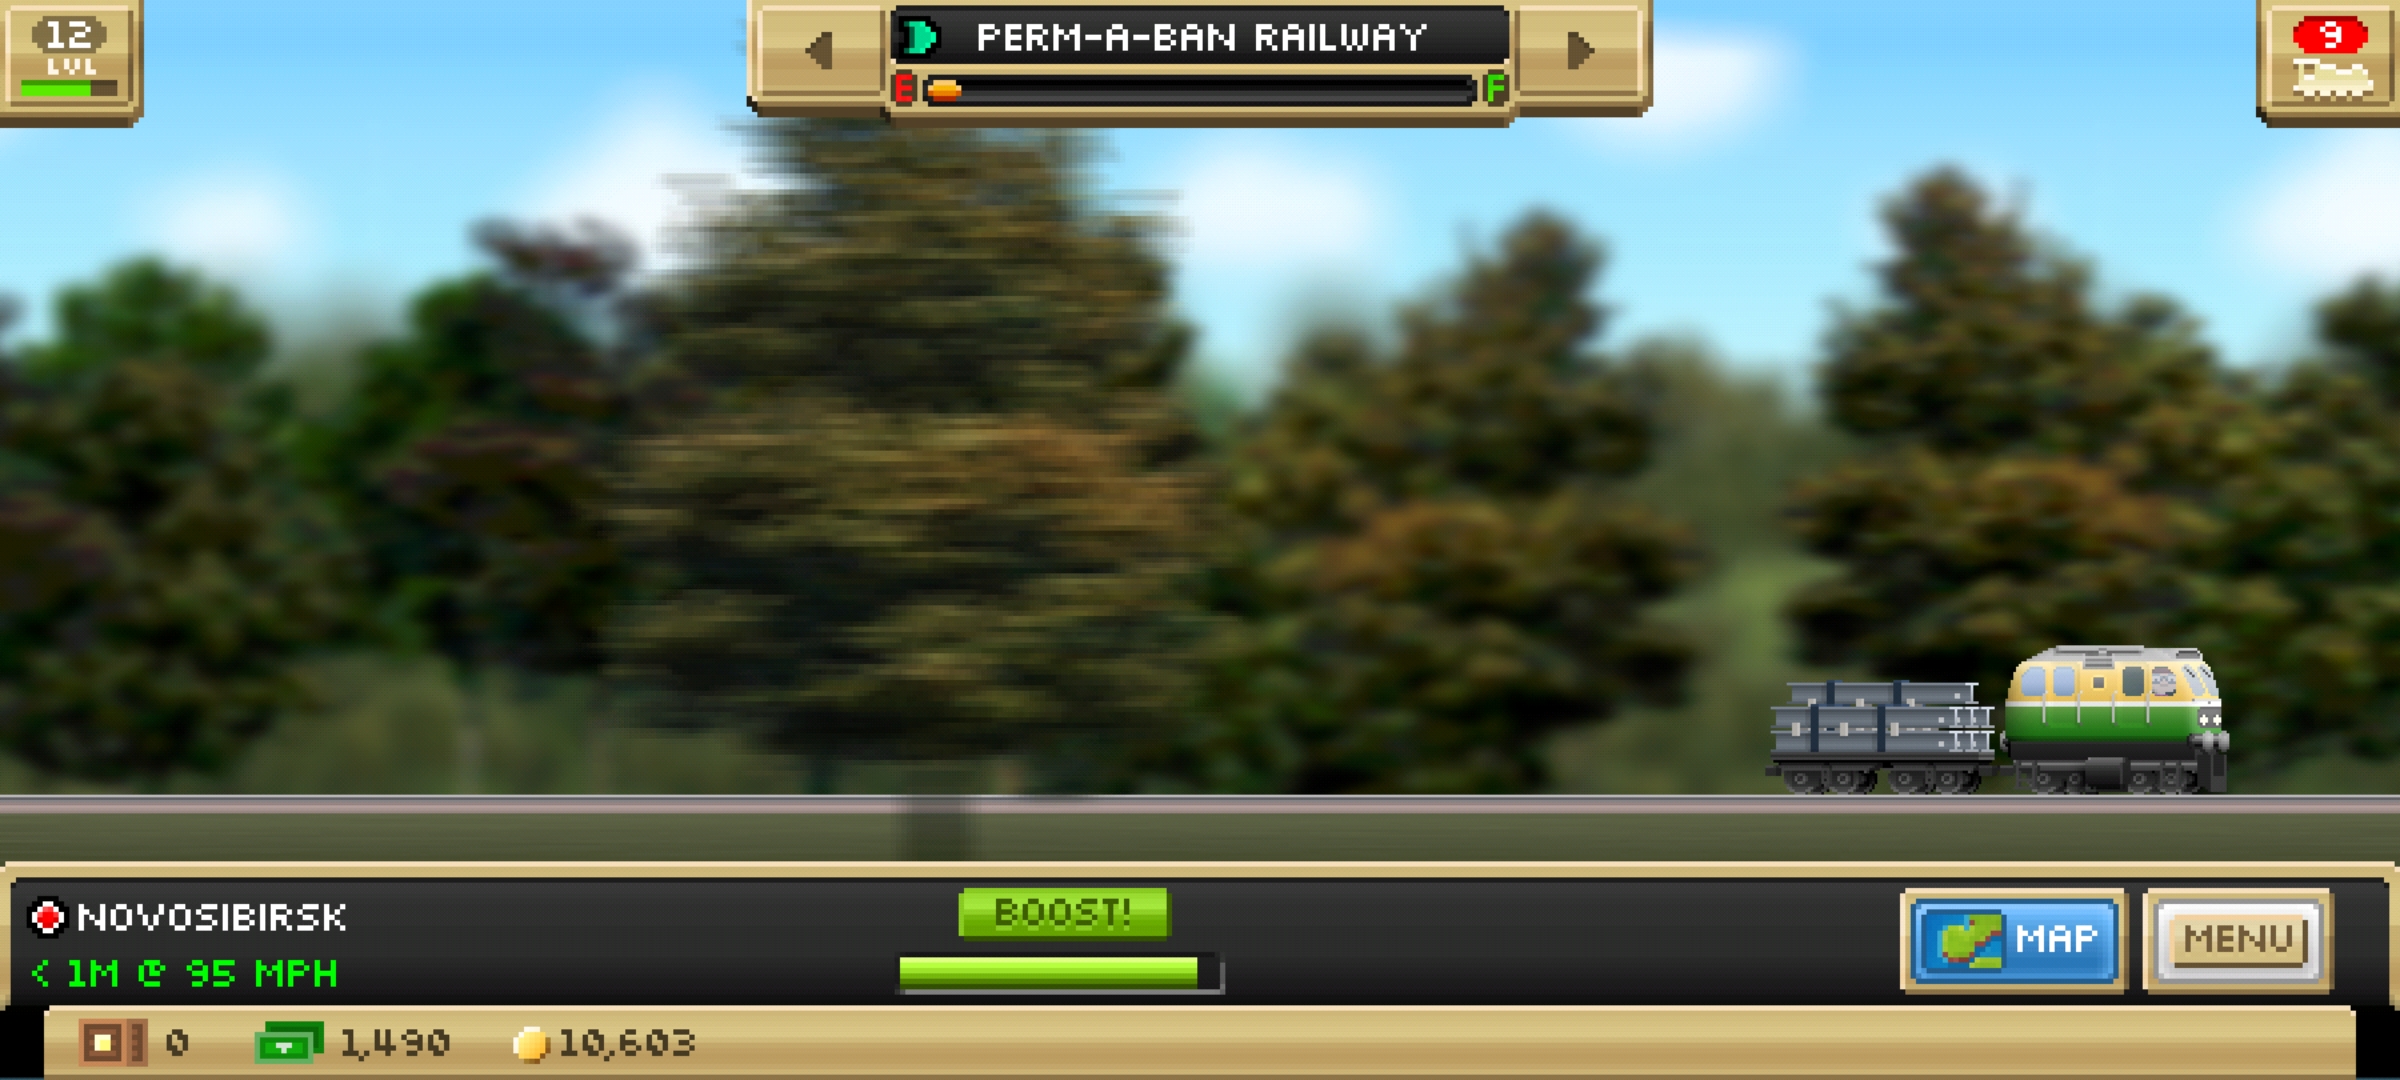 12
LVL
PERM-A-BAN RAILWAY
E F
9
NOVOSIBIRSK
< 1M @ 95 MPH
BOOST!
MAP
MENU
0
1,490
10,603